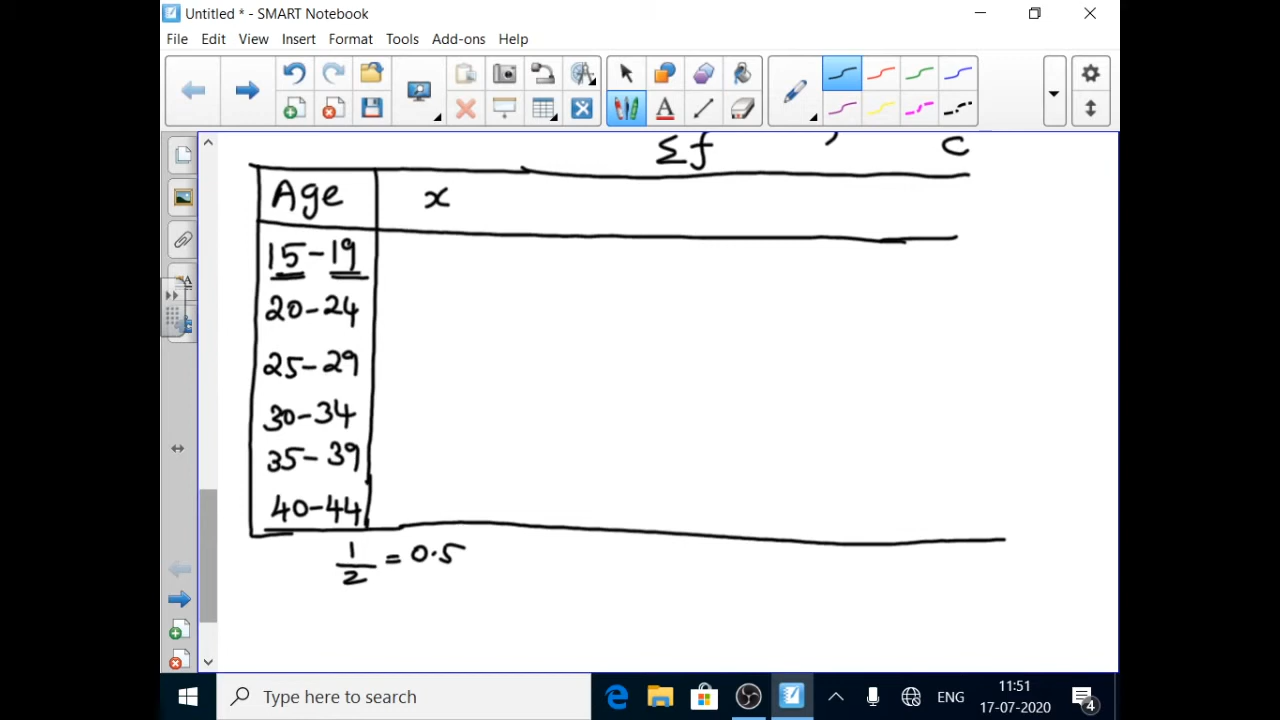 Untitled * - SMART Notebook
File Edit View Insert Format Tools Add-ons Help
Σf , c
Age x
15-19
20-24
25-29
30-34
35-39
40-44
1/2 = 0.5
Type here to search
ENG
11:51
17-07-2020
4